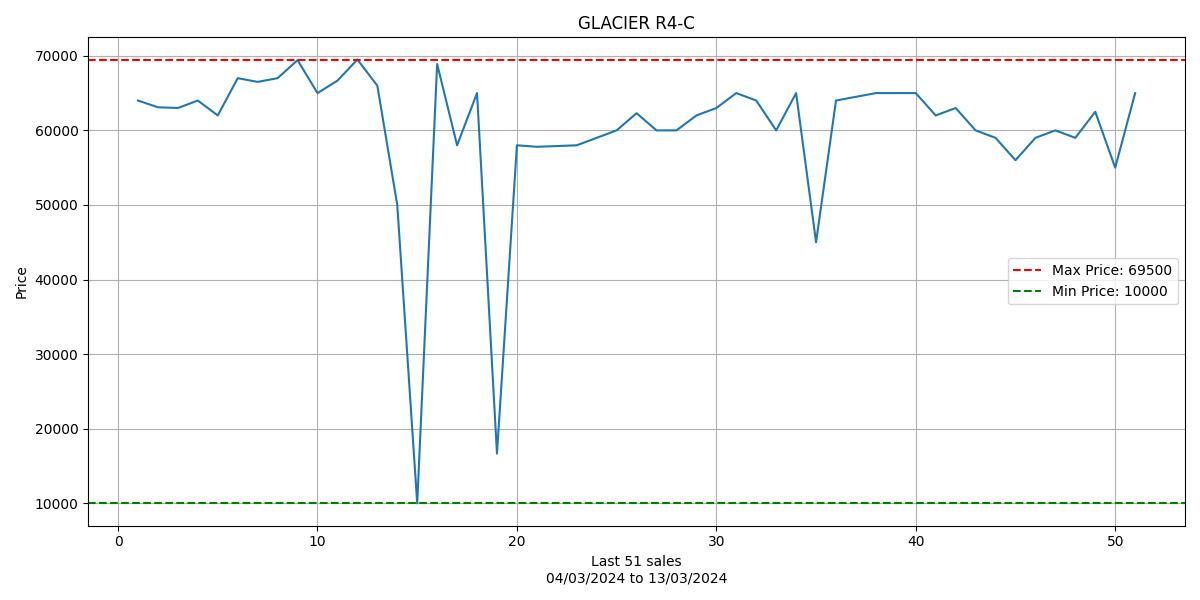 GLACIER R4-C
70000
60000
50000
40000
30000
20000
10000
Price
Max Price: 69500
Min Price: 10000
0 10 20 30 40 50
Last 51 sales
04/03/2024 to 13/03/2024